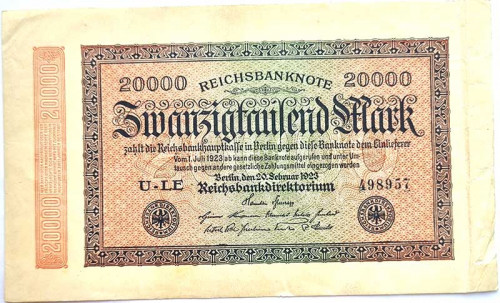 20000 REICHSBANKNOTE 20000
Zwanzigtausend Mark
zahlt die Reichsbankhauptkasse in Berlin gegen diese Banknote dem Einlieferer
Vom 1. Juli 1923 ab kann diese Banknote aufgerufen und unter Um-
tausch gegen andere gesetzliche Zahlungsmittel eingezogen werden
Berlin, den 20. Februar 1923
U-LE Reichsbankdirektorium 498957
20000
20000